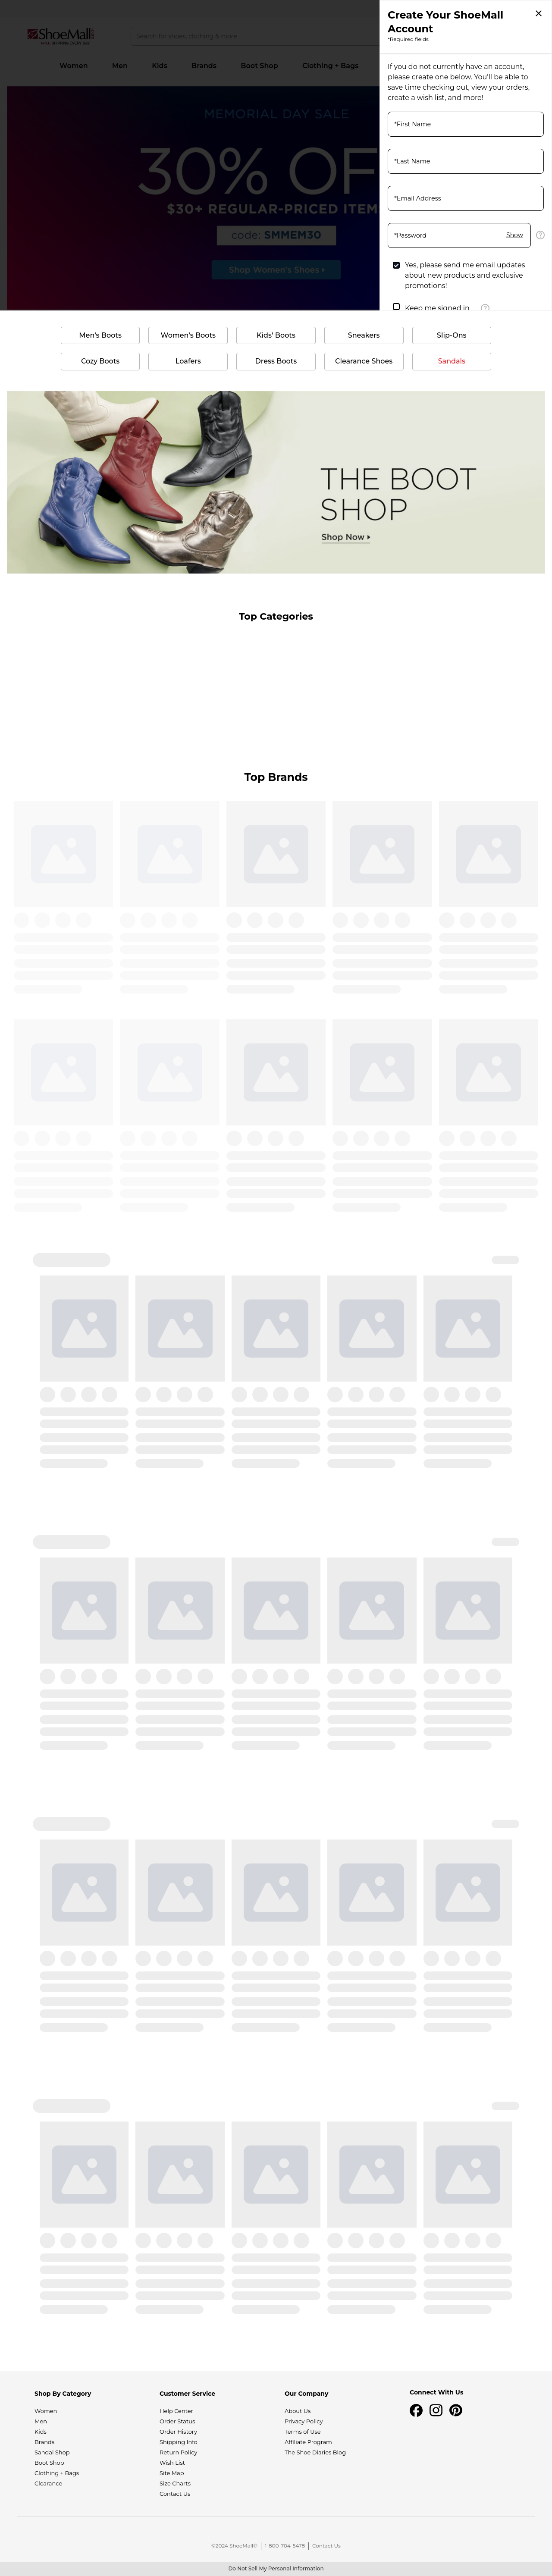 Create Your ShoeMall
Account
*Required fields
ShoeMall
Search for shoes, clothing & more
Women
Men
Kids
Brands
Boot Shop
Clothing + Bags
If you do not currently have an account,
please create one below. You'll be able to
save time checking out, view your orders,
create a wish list, and more!
*First Name
*Last Name
*Email Address
*Password
Show
?
Yes, please send me email updates
about new products and exclusive
promotions!
Keep me signed in
?
MEMORIAL DAY SALE
30% OF
$30+ REGULAR-PRICED ITEM
code: SMMEM30
Shop Women's Shoes
Men's Boots
Women's Boots
Kids' Boots
Sneakers
Slip-Ons
Cozy Boots
Loafers
Dress Boots
Clearance Shoes
Sandals
THE BOOT
SHOP
Shop Now
Top Categories
Top Brands
Shop By Category
Women
Men
Kids
Brands
Sandal Shop
Boot Shop
Clothing + Bags
Clearance
Customer Service
Help Center
Order Status
Order History
Shipping Info
Return Policy
Wish List
Site Map
Size Charts
Contact Us
Our Company
About Us
Privacy Policy
Terms of Use
Affiliate Program
The Shoe Diaries Blog
Connect With Us
©2024 ShoeMall® | 1-800-704-5478 | Contact Us
Do Not Sell My Personal Information